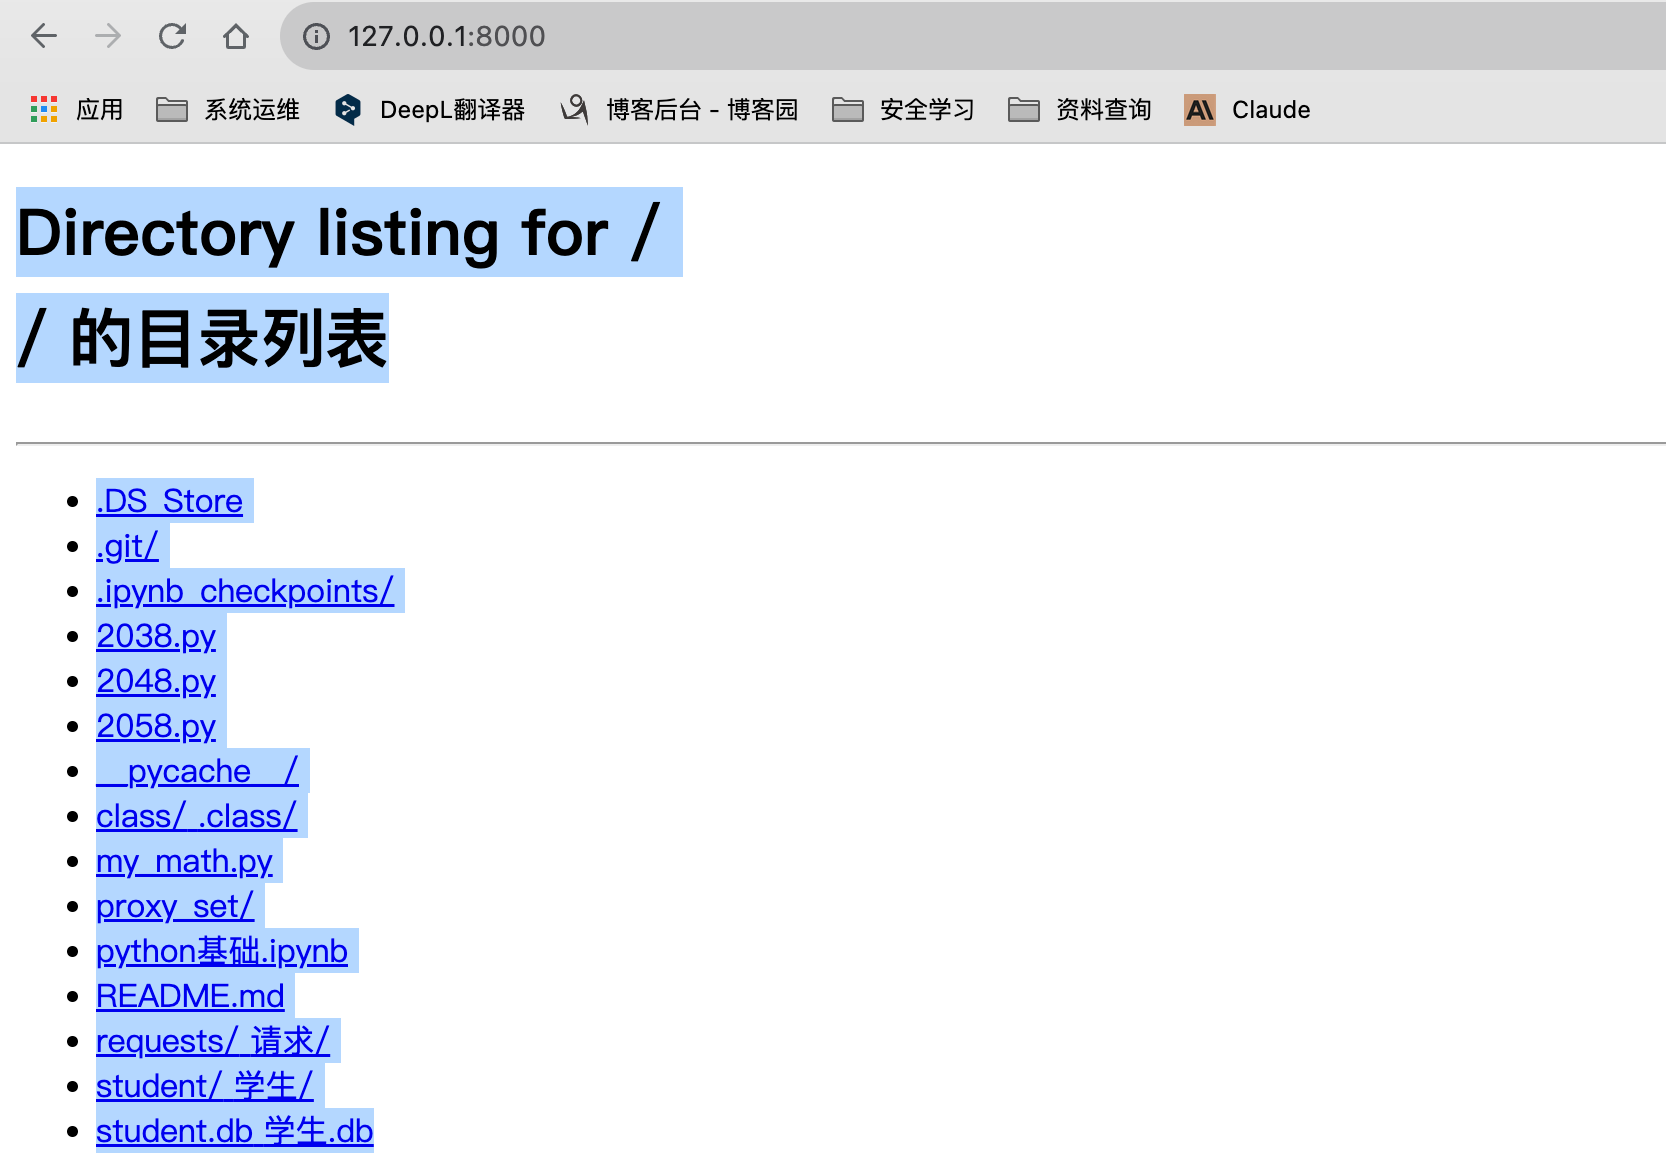 127.0.0.1:8000
应用 系统运维 DeepL翻译器 博客后台 - 博客园 安全学习 资料查询 Claude
Directory listing for /
/ 的目录列表
.DS_Store
.git/
.ipynb_checkpoints/
2038.py
2048.py
2058.py
__pycache__/
class/ .class/
my_math.py
proxy_set/
python基础.ipynb
README.md
requests/ 请求/
student/ 学生/
student.db 学生.db